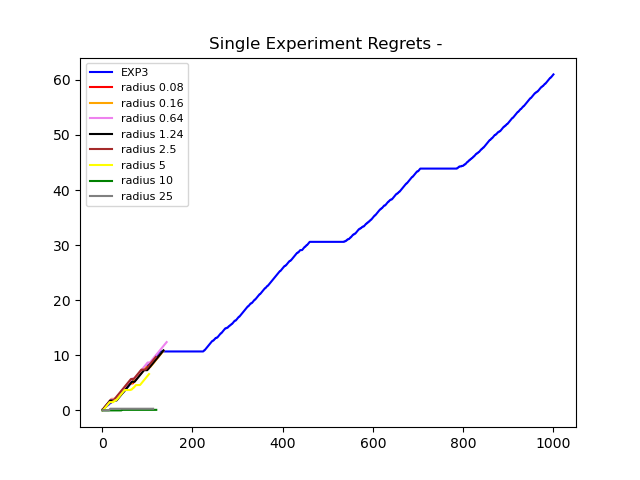 Single Experiment Regrets -
60
50
40
30
20
10
0
EXP3
radius 0.08
radius 0.16
radius 0.64
radius 1.24
radius 2.5
radius 5
radius 10
radius 25
0 200 400 600 800 1000